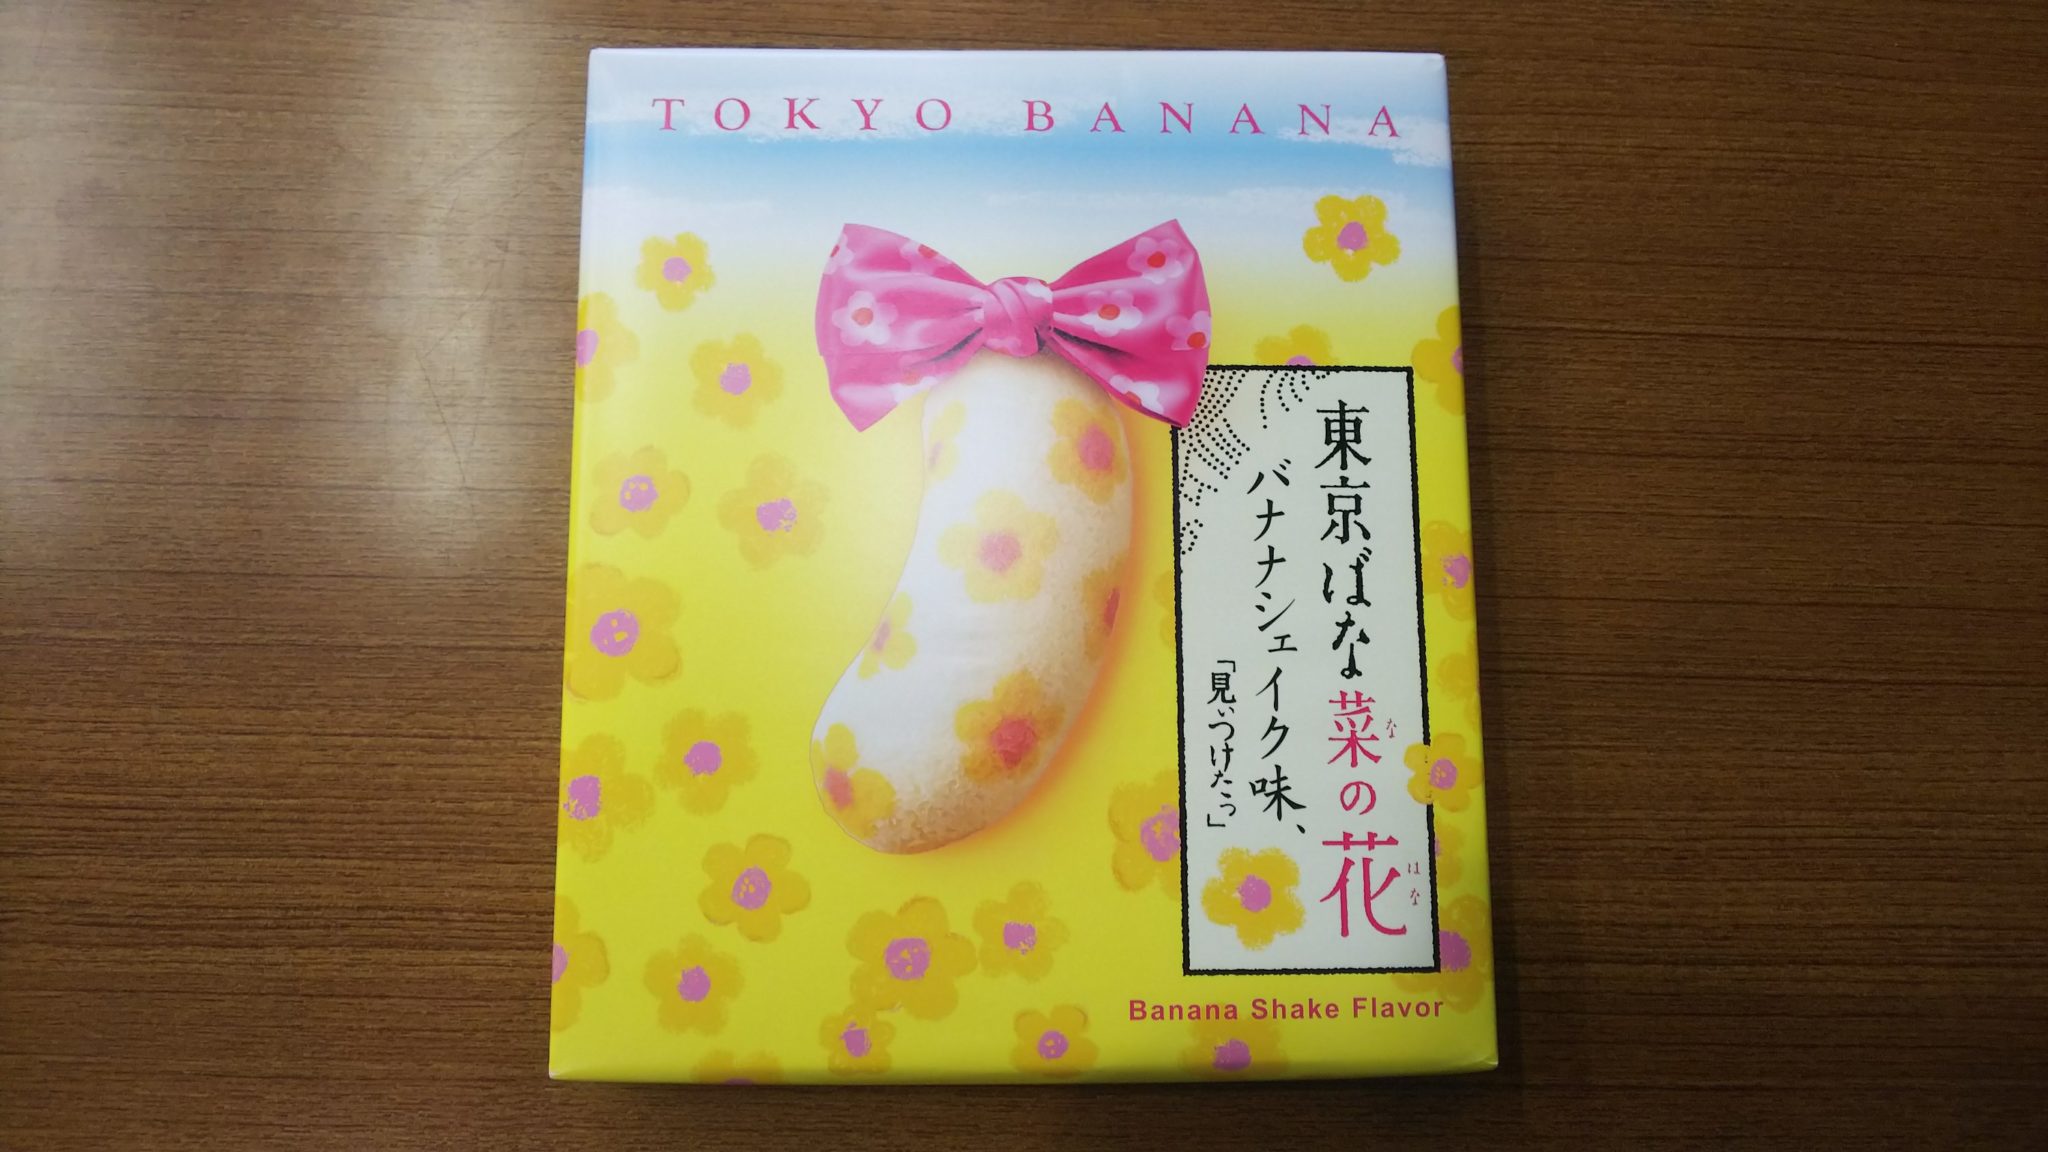 TOKYO BANANA
東京ばな菜の花
な
はな
バナナシェイク味、
「見ぃつけたっ」
Banana Shake Flavor